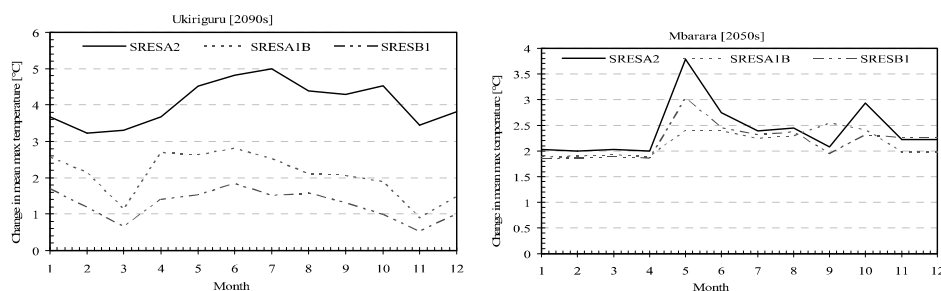 Ukiriguru [2090s]
Change in mean max temperature [°C]
6
5
4
3
2
1
0
SRESA2 SRESA1B SRESB1
1 2 3 4 5 6 7 8 9 10 11 12
Month
Mbarara [2050s]
Change in mean max temperature [°C]
4
3.5
3
2.5
2
1.5
1
0.5
0
SRESA2 SRESA1B SRESB1
1 2 3 4 5 6 7 8 9 10 11 12
Month